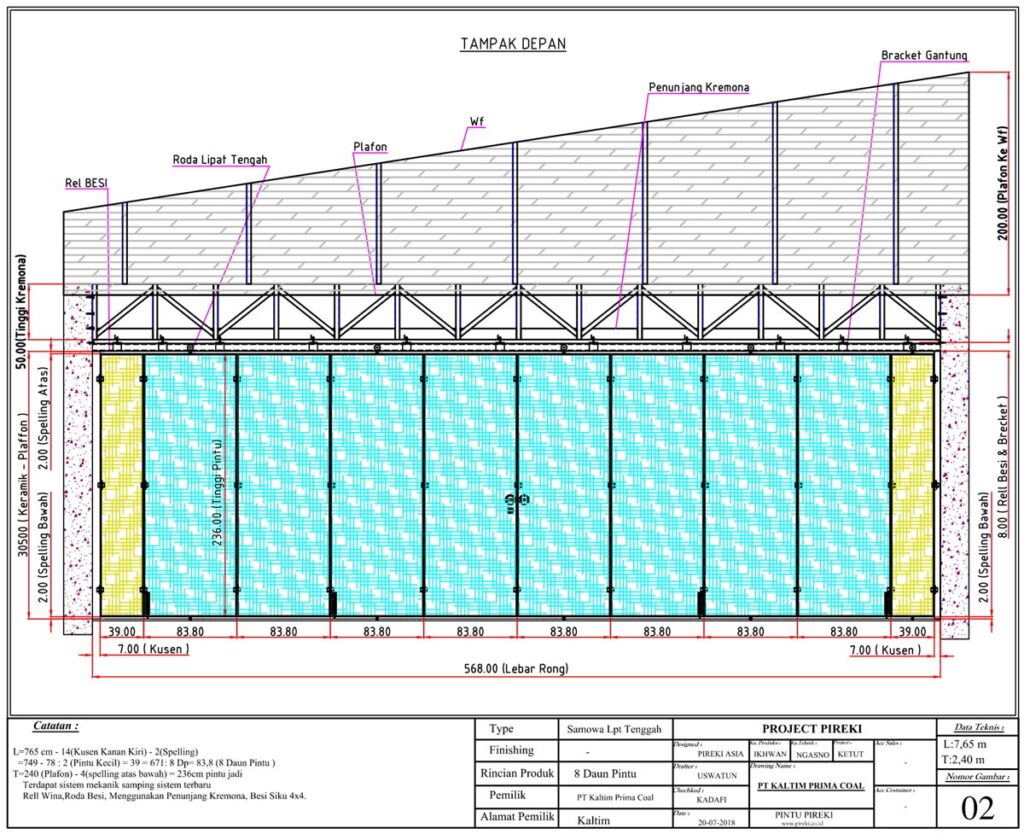 TAMPAK DEPAN
Bracket Gantung
Penunjang Kremona
Wf
Plafon
Roda Lipat Tengah
Rel BESI
200.00 (Plafon Ke Wf)
50.00(Tinggi Kremona)
2.00 (Spelling Atas)
30500 ( Keramik - Plaffon)
2.00 (Spelling Bawah)
236.00 (Tinggi Pintu)
2.00 (Spelling Bawah)
8.00 ( Rell Besi & Brecket )
39.00 83.80 83.80 83.80 83.80 83.80 83.80 83.80 83.80 39.00
7.00 ( Kusen ) 7.00 ( Kusen )
568.00 (Lebar Rong)
Catatan :
L=765 cm - 14(Kusen Kanan Kiri) - 2(Spelling)
=749 - 78 : 2 (Pintu Kecil) = 39 = 671: 8 Dp= 83,8 (8 Daun Pintu )
T=240 (Plafon) - 4(spelling atas bawah) = 236cm pintu jadi
Terdapat sistem mekanik samping sistem terbaru
Rell Wina,Roda Besi, Menggunakan Penunjang Kremona, Besi Siku 4x4.
Type Samowa Lpt Tenggah
Finishing -
Rincian Produk 8 Daun Pintu
Pemilik PT Kaltim Prima Coal
Alamat Pemilik Kaltim
PROJECT PIREKI
Designed :
PIREKI ASIA
Ka. Produksi :
IKHWAN
Ka.Tehnik :
NGASNO
Project :
KETUT
Acc Sales :
-
Drafter :
USWATUN
Drawing Name :
PT KALTIM PRIMA COAL
Chechked :
KADAFI
Acc Costumer :
-
Date :
20-07-2018
PINTU PIREKI
www.pireki.co.id
Data Teknis :
L:7,65 m
T:2,40 m
Nomor Gambar :
02